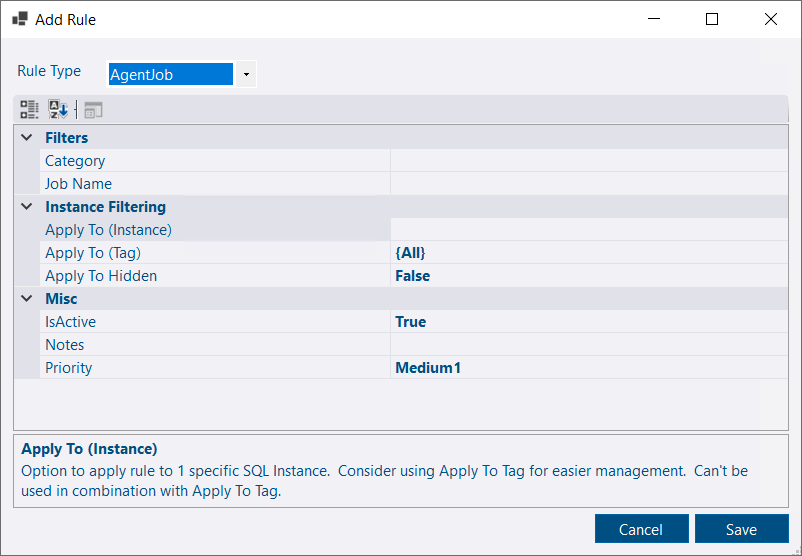 Add Rule
Rule Type AgentJob
Filters
Category
Job Name
Instance Filtering
Apply To (Instance)
Apply To (Tag) {All}
Apply To Hidden False
Misc
IsActive True
Notes
Priority Medium1
Apply To (Instance)
Option to apply rule to 1 specific SQL Instance.  Consider using Apply To Tag for easier management.  Can't be
used in combination with Apply To Tag.
Cancel Save